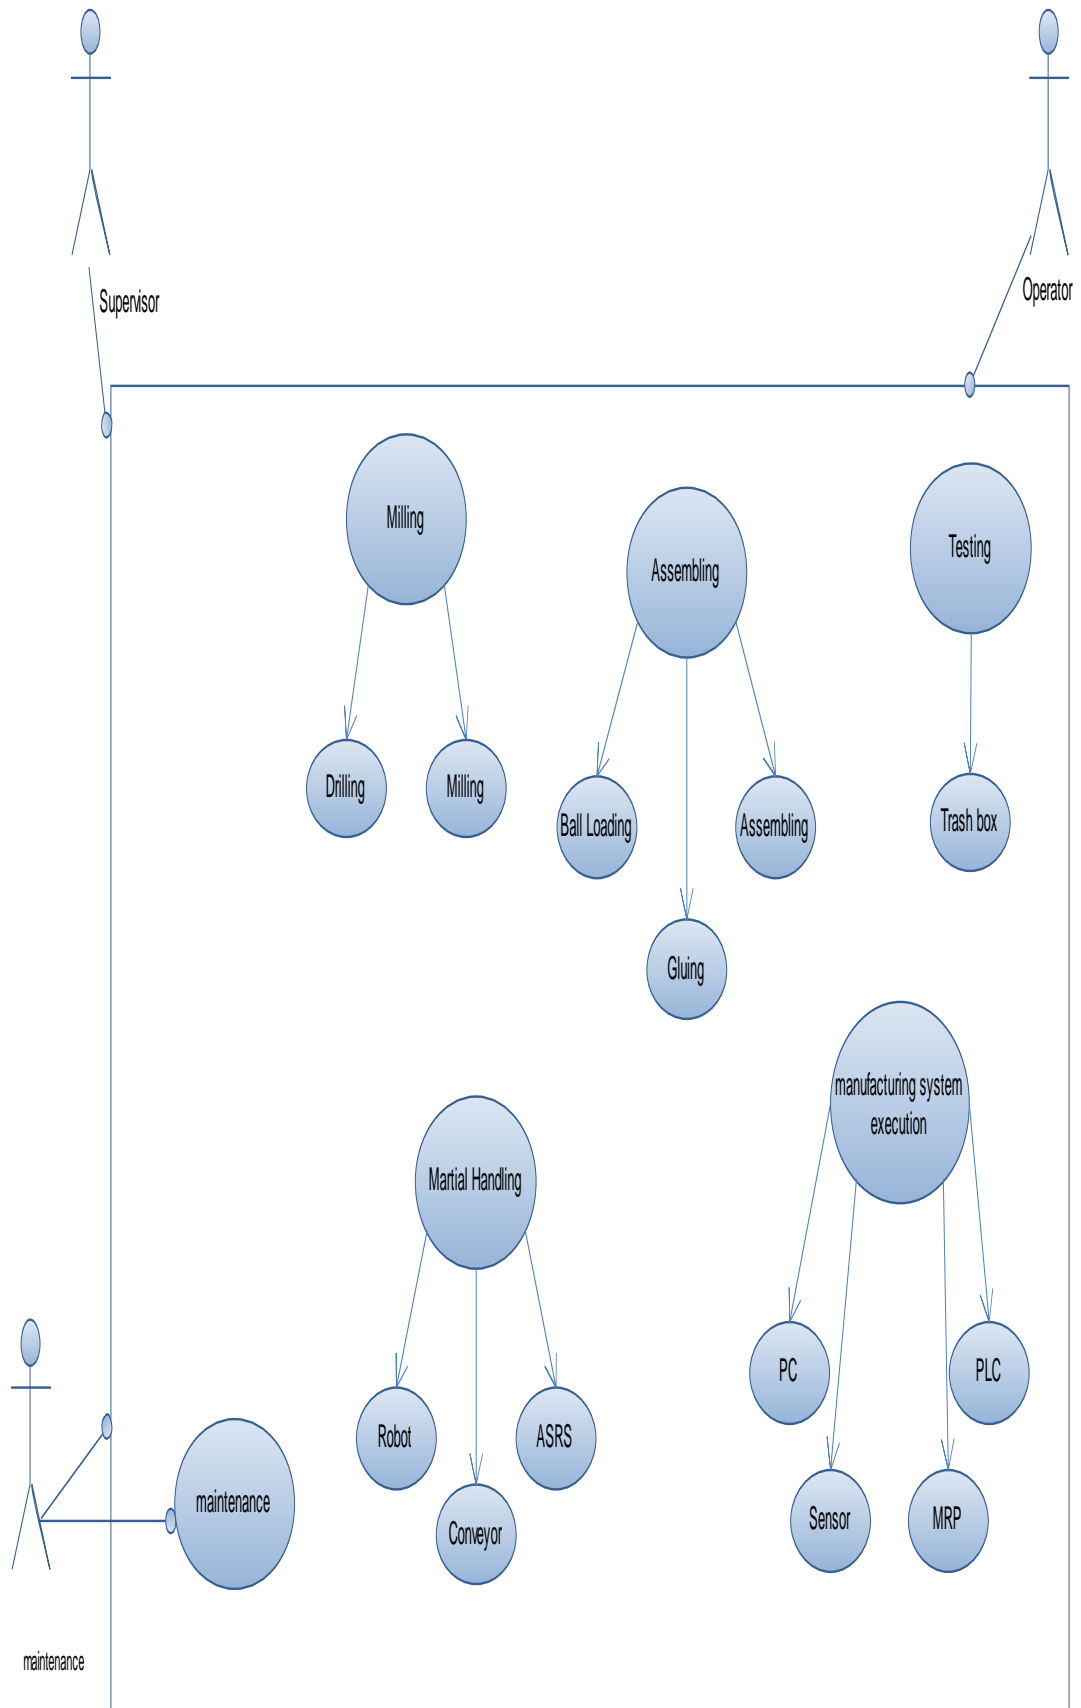 Supervisor
Operator
Milling
Assembling
Testing
Drilling
Milling
Ball Loading
Assembling
Trash box
Gluing
manufacturing system
execution
Martial Handling
PC
PLC
Robot
ASRS
maintenance
Conveyor
Sensor
MRP
maintenance